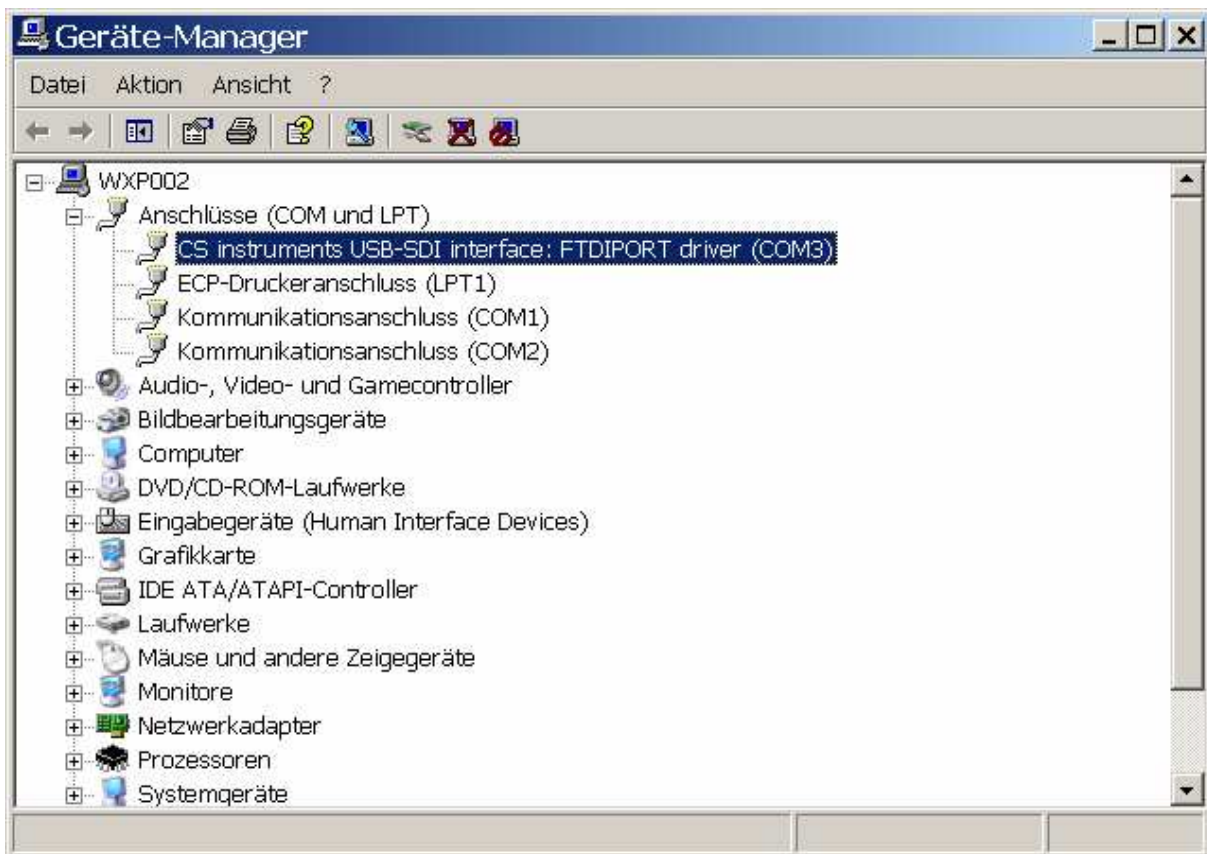 Geräte-Manager
Datei Aktion Ansicht ?
WXP002
Anschlüsse (COM und LPT)
CS instruments USB-SDI interface: FTDIPORT driver (COM3)
ECP-Druckeranschluss (LPT1)
Kommunikationsanschluss (COM1)
Kommunikationsanschluss (COM2)
Audio-, Video- und Gamecontroller
Bildbearbeitungsgeräte
Computer
DVD/CD-ROM-Laufwerke
Eingabegeräte (Human Interface Devices)
Grafikkarte
IDE ATA/ATAPI-Controller
Laufwerke
Mäuse und andere Zeigegeräte
Monitore
Netzwerkadapter
Prozessoren
Systemgeräte